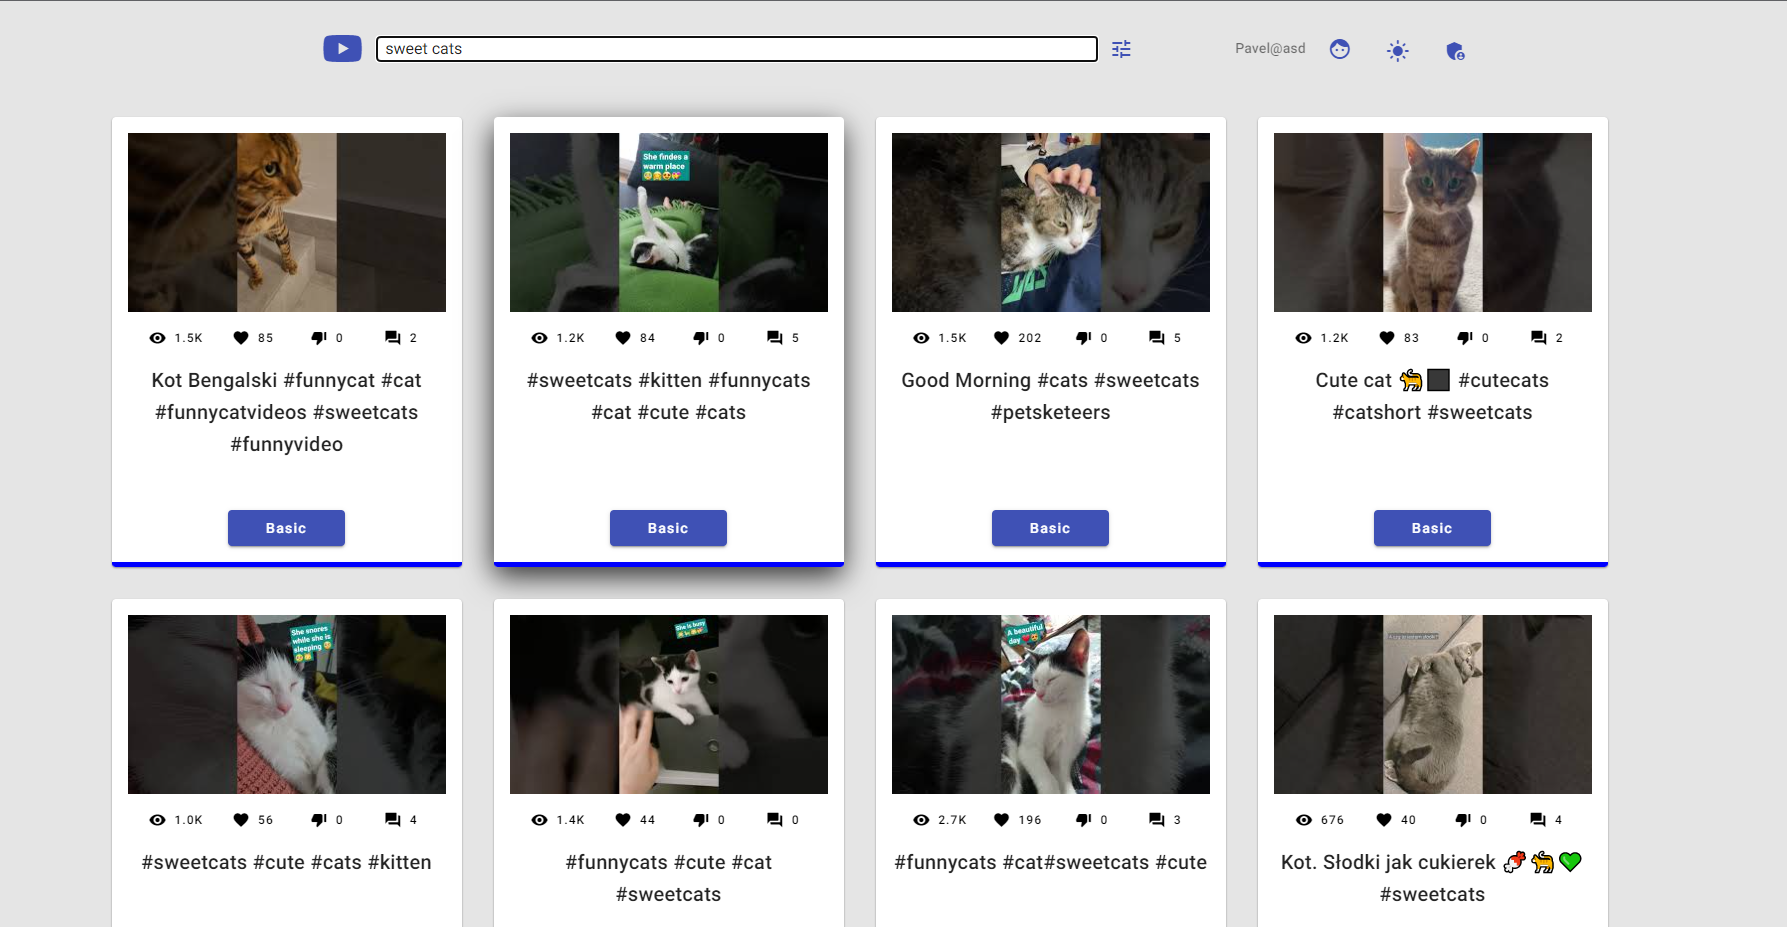 sweet cats
Pavel@asd
She findes a
warm place
1.5K 85 0 2
1.2K 84 0 5
1.5K 202 0 5
1.2K 83 0 2
Kot Bengalski #funnycat #cat
#funnycatvideos #sweetcats
#funnyvideo
#sweetcats #kitten #funnycats
#cat #cute #cats
Good Morning #cats #sweetcats
#petsketeers
Cute cat 🐈⬛ #cutecats
#catshort #sweetcats
Basic
Basic
Basic
Basic
She snores
while she is
sleeping
She is busy
A beautiful
day
1.0K 56 0 4
1.4K 44 0 0
2.7K 196 0 3
676 40 0 4
#sweetcats #cute #cats #kitten
#funnycats #cute #cat
#sweetcats
#funnycats #cat#sweetcats #cute
Kot. Słodki jak cukierek 🍬🐈💚
#sweetcats